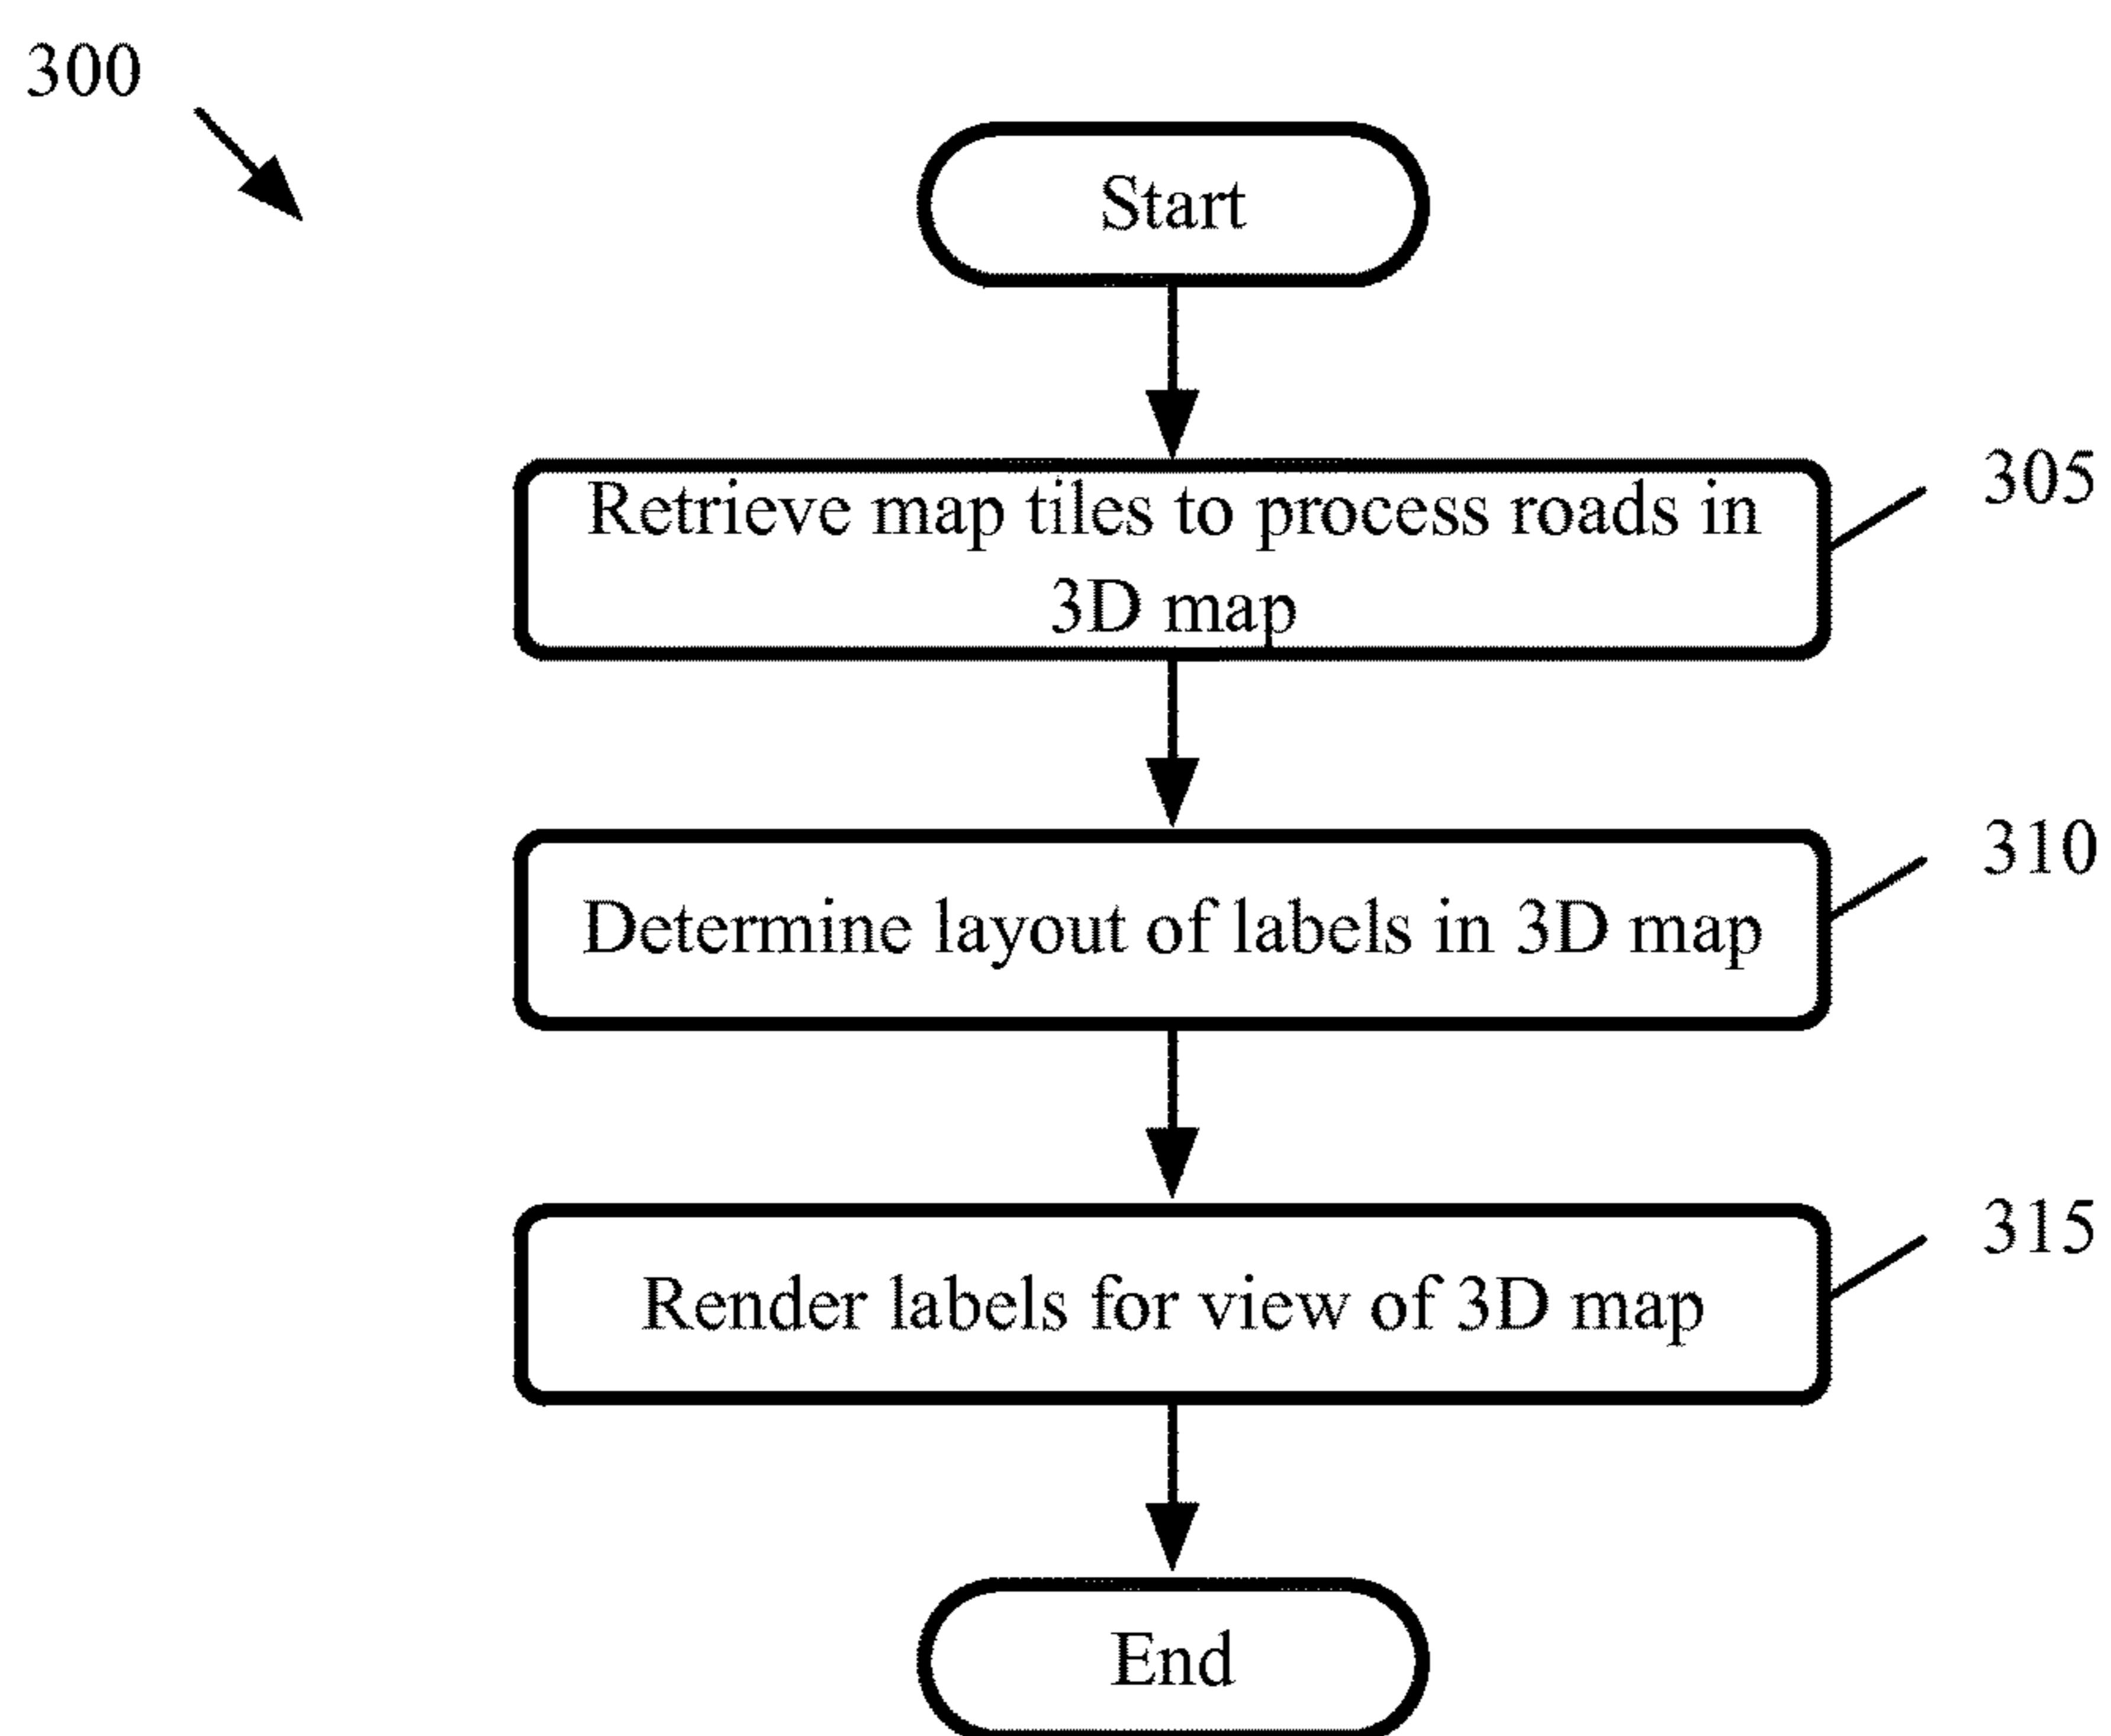 300
Start
Retrieve map tiles to process roads in
3D map
305
Determine layout of labels in 3D map
310
Render labels for view of 3D map
315
End